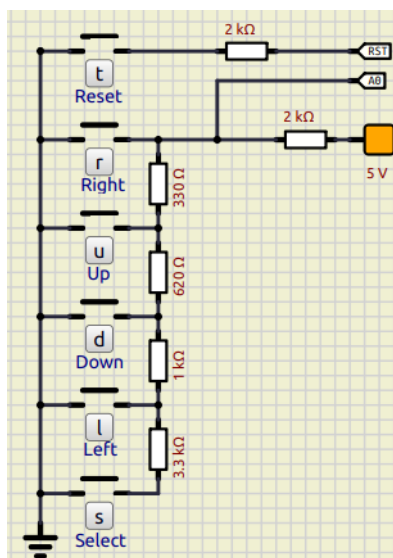 2 kΩ
RST
t
Reset
A0
2 kΩ
r
Right
5 V
330 Ω
u
Up
620 Ω
d
Down
1 kΩ
l
Left
3.3 kΩ
s
Select